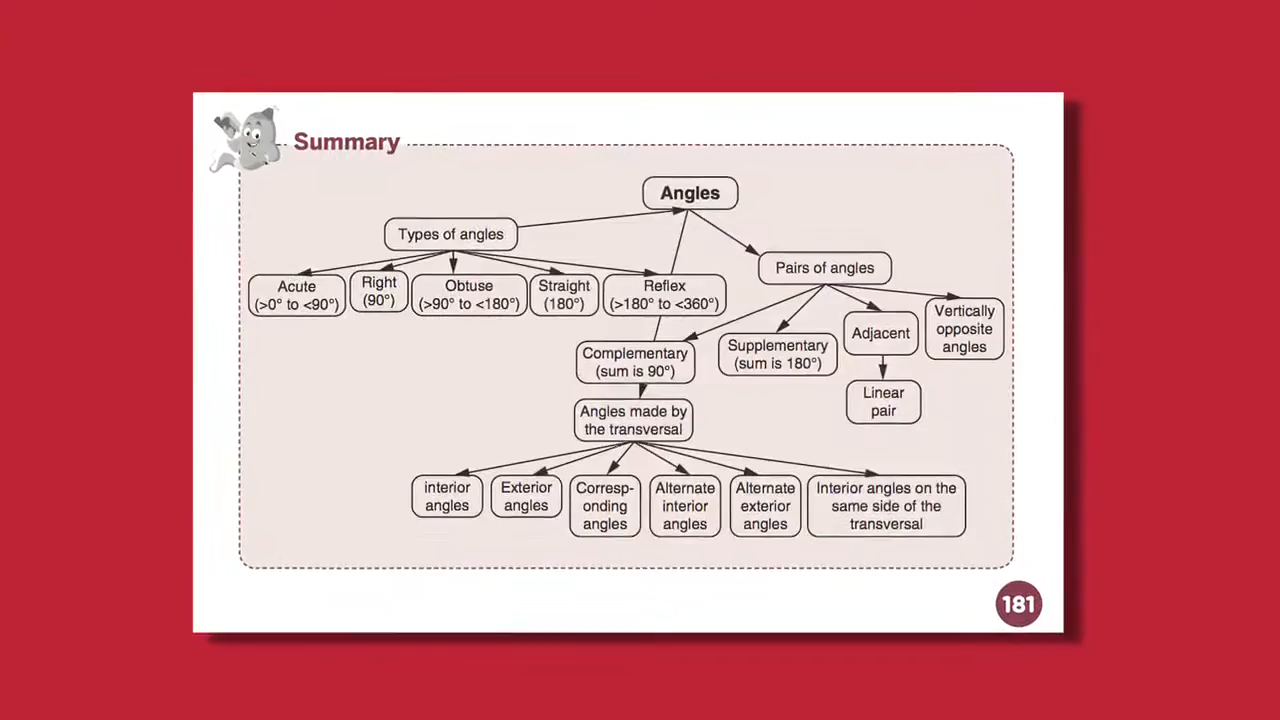 Summary
Angles
Types of angles
Pairs of angles
Acute
(>0° to <90°)
Right
(90°)
Obtuse
(>90° to <180°)
Straight
(180°)
Reflex
(>180° to <360°)
Complementary
(sum is 90°)
Supplementary
(sum is 180°)
Adjacent
Vertically
opposite
angles
Linear
pair
Angles made by
the transversal
interior
angles
Exterior
angles
Corresp-
onding
angles
Alternate
interior
angles
Alternate
exterior
angles
Interior angles on the
same side of the
transversal
181